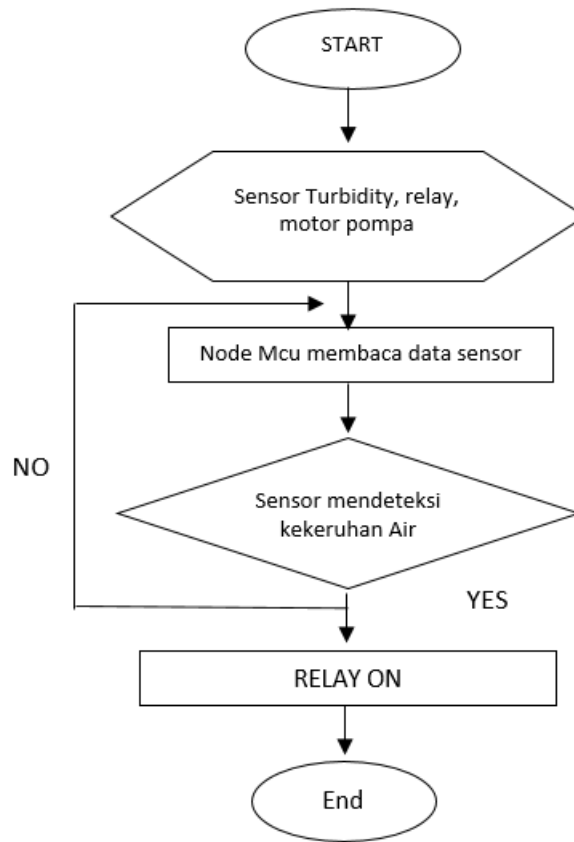 START
Sensor Turbidity, relay,
motor pompa
Node Mcu membaca data sensor
NO
Sensor mendeteksi
kekeruhan Air
YES
RELAY ON
End